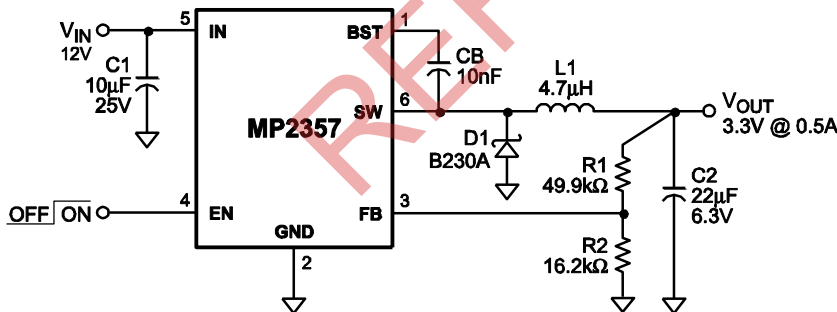 VIN
12V
5
IN
BST
1
C1
10μF
25V
CB
10nF
L1
4.7μH
SW
6
MP2357
VOUT
3.3V @ 0.5A
D1
B230A
R1
49.9kΩ
C2
22μF
6.3V
OFF ON
4
EN
FB
3
GND
2
R2
16.2kΩ